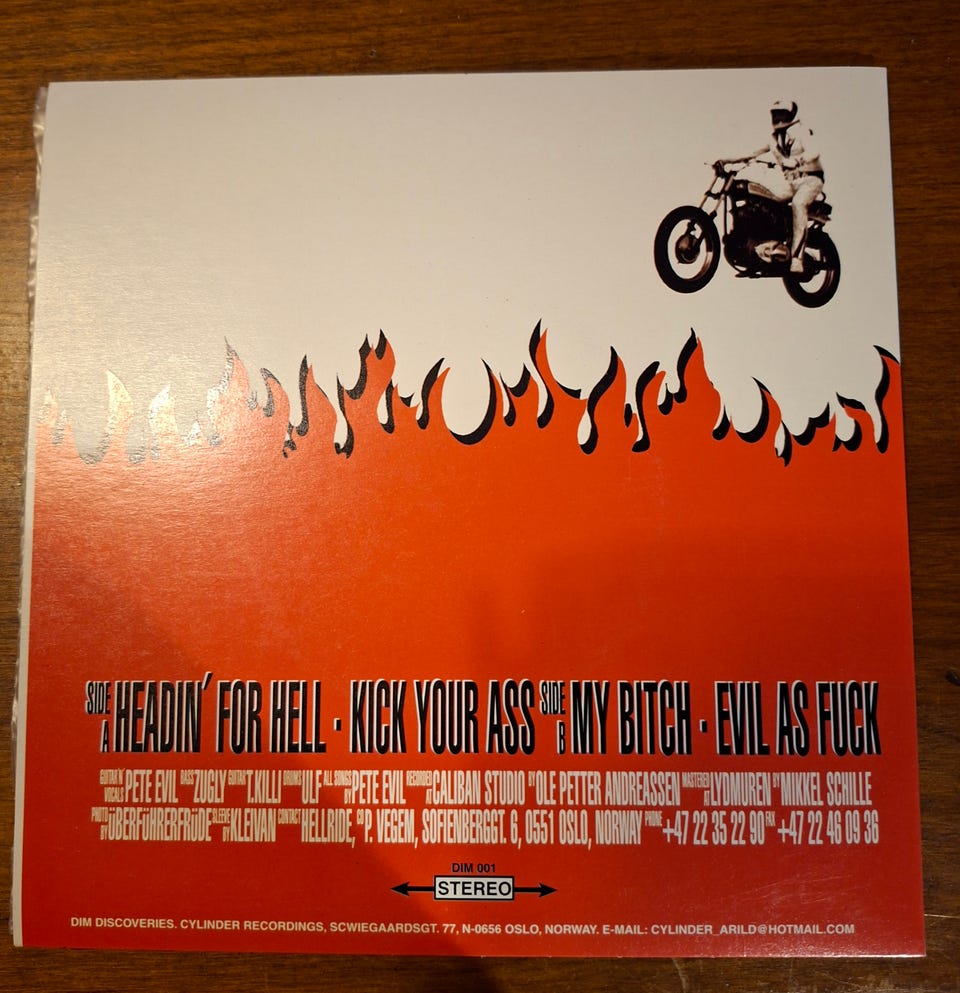 SIDE A HEADIN' FOR HELL · KICK YOUR ASS SIDE B MY BITCH · EVIL AS FUCK
GUITAR 'N' VOCALS PETE EVIL BASS ZUGLY GUITAR T.KILLI DRUMS ULF ALL SONGS BY PETE EVIL RECORDED AT CALIBAN STUDIO BY OLE PETTER ANDREASSEN MASTERED AT LYDMUREN BY MIKKEL SCHILLE
PHOTO BY ÜBERFÜHRERFRÜDE SLEEVE BY KLEIVAN CONTACT HELLRIDE, CO P. VEGEM, SOFIENBERGGT. 6, 0551 OSLO, NORWAY PHONE +47 22 35 22 90 FAX +47 22 46 09 36
DIM 001
STEREO
DIM DISCOVERIES. CYLINDER RECORDINGS, SCWIEGAARDSGT. 77, N-0656 OSLO, NORWAY. E-MAIL: CYLINDER_ARILD@HOTMAIL.COM